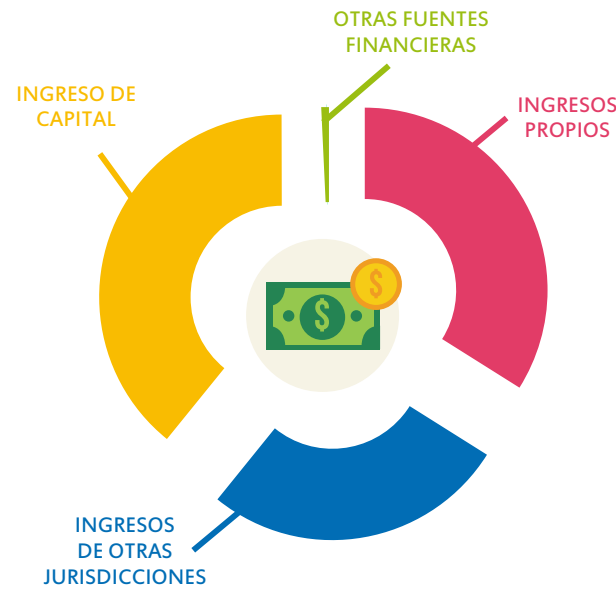 OTRAS FUENTES
FINANCIERAS
INGRESO DE
CAPITAL
INGRESOS
PROPIOS
$
$
INGRESOS
DE OTRAS
JURISDICCIONES